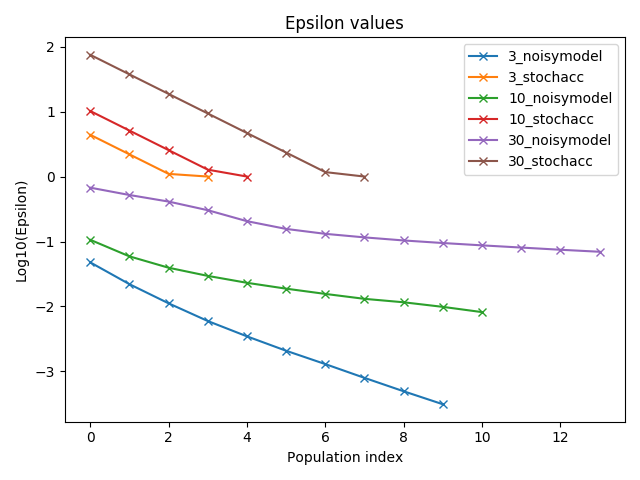 Epsilon values
2
1
0
−1
−2
−3
Log10(Epsilon)
3_noisymodel
3_stochacc
10_noisymodel
10_stochacc
30_noisymodel
30_stochacc
0 2 4 6 8 10 12
Population index